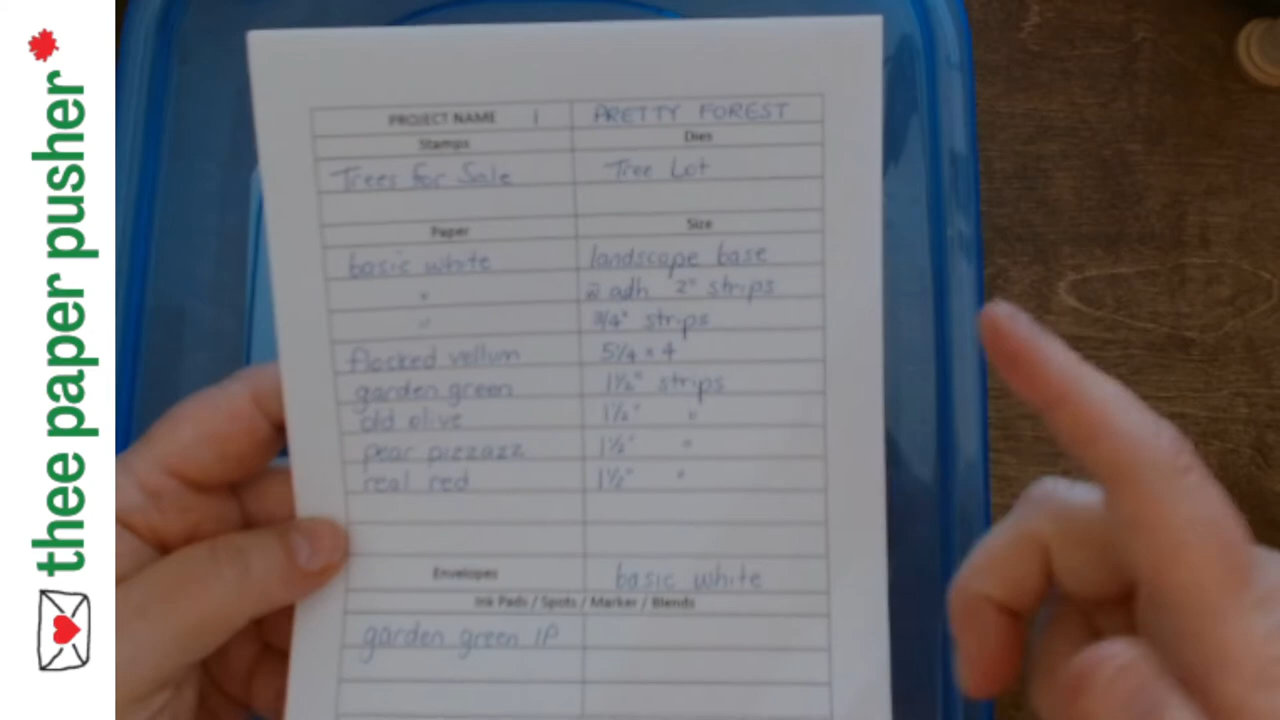 thee paper pusher
PROJECT NAME 1 PRETTY FOREST
Stamps Dies
Trees for Sale Tree Lot
Paper Size
basic white landscape base
" 2 adh 2" strips
" 3/4" strips
flocked vellum 5 1/4 x 4
garden green 1 1/2" strips
old olive 1 1/2" "
pear pizzazz 1 1/2" "
real red 1 1/2" "
Envelopes basic white
Ink Pads / Spots / Marker / Blends
garden green IP